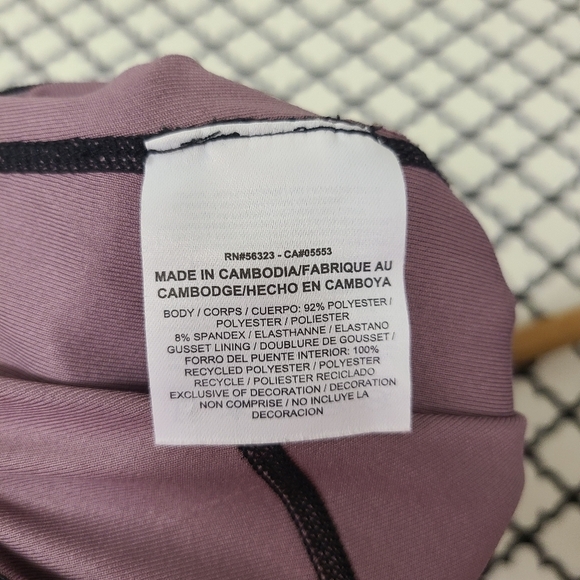 RN#56323 - CA#05553
MADE IN CAMBODIA/FABRIQUE AU
CAMBODGE/HECHO EN CAMBOYA
BODY / CORPS / CUERPO: 92% POLYESTER /
POLYESTER / POLIESTER
8% SPANDEX / ELASTHANNE / ELASTANO
GUSSET LINING / DOUBLURE DE GOUSSET /
FORRO DEL PUENTE INTERIOR: 100%
RECYCLED POLYESTER / POLYESTER
RECYCLE / POLIESTER RECICLADO
EXCLUSIVE OF DECORATION / DECORATION
NON COMPRISE / NO INCLUYE LA
DECORACION